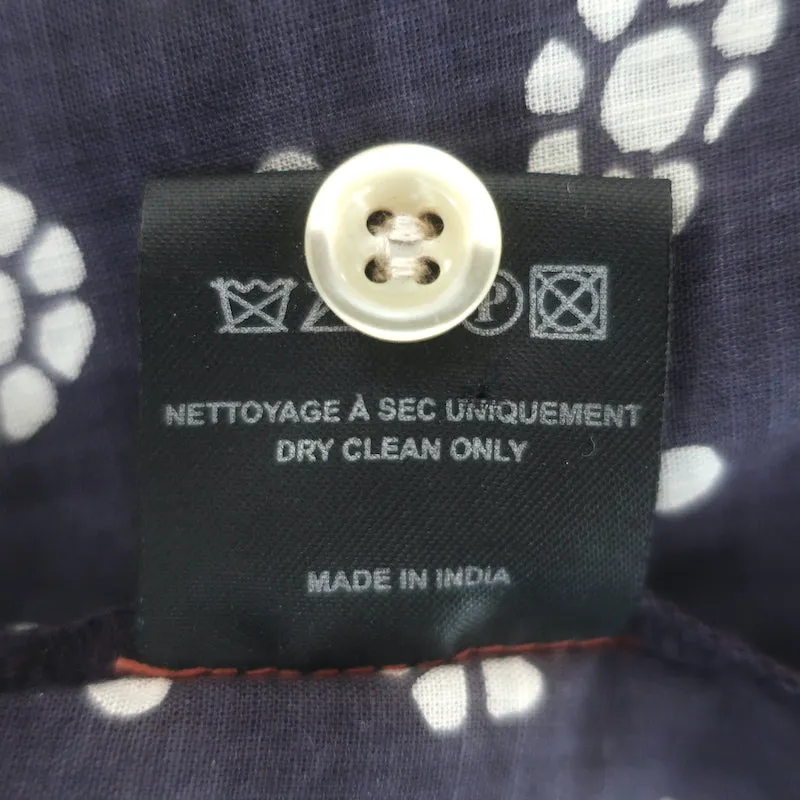 P
NETTOYAGE À SEC UNIQUEMENT
DRY CLEAN ONLY
MADE IN INDIA